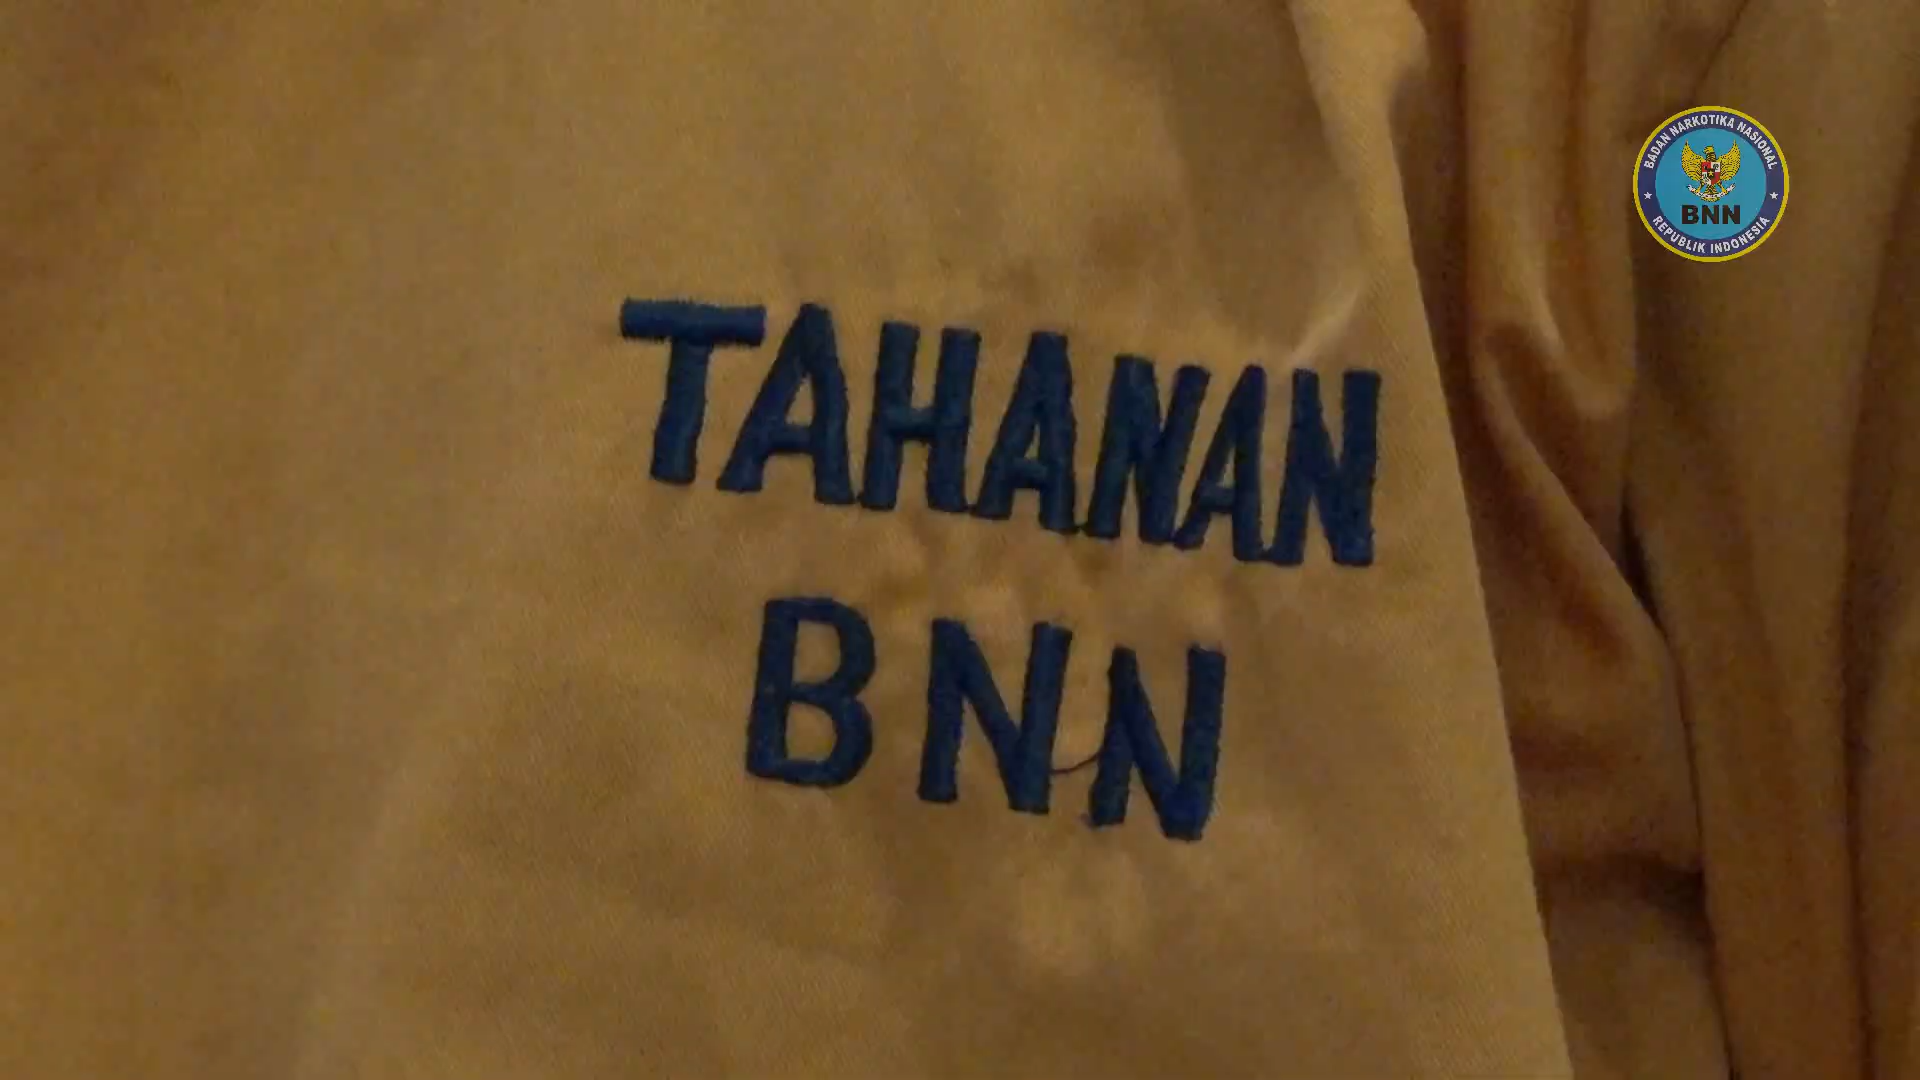 TAHANAN
BNN
BADAN NARKOTIKA NASIONAL
BNN
REPUBLIK INDONESIA